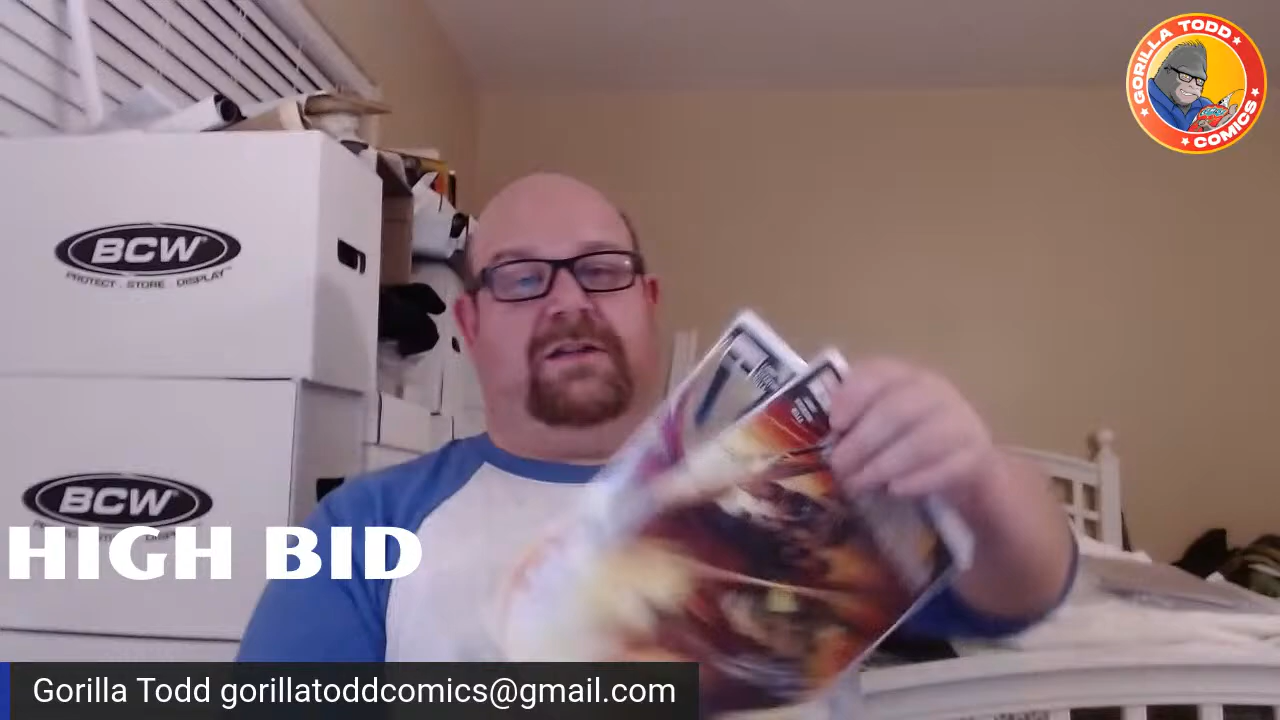 GORILLA TODD
COMICS
BCW
PROTECT . STORE . DISPLAY
BCW
HIGH BID
Gorilla Todd gorillatoddcomics@gmail.com